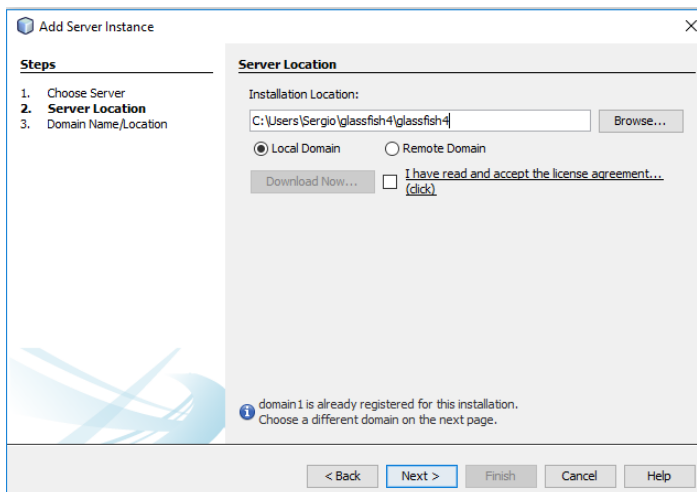 Add Server Instance
Steps
1. Choose Server
2. Server Location
3. Domain Name/Location
Server Location
Installation Location:
C:\Users\Sergio\glassfish4\glassfish4
Browse...
Local Domain
Remote Domain
Download Now...
I have read and accept the license agreement...
(click)
domain1 is already registered for this installation.
Choose a different domain on the next page.
< Back
Next >
Finish
Cancel
Help